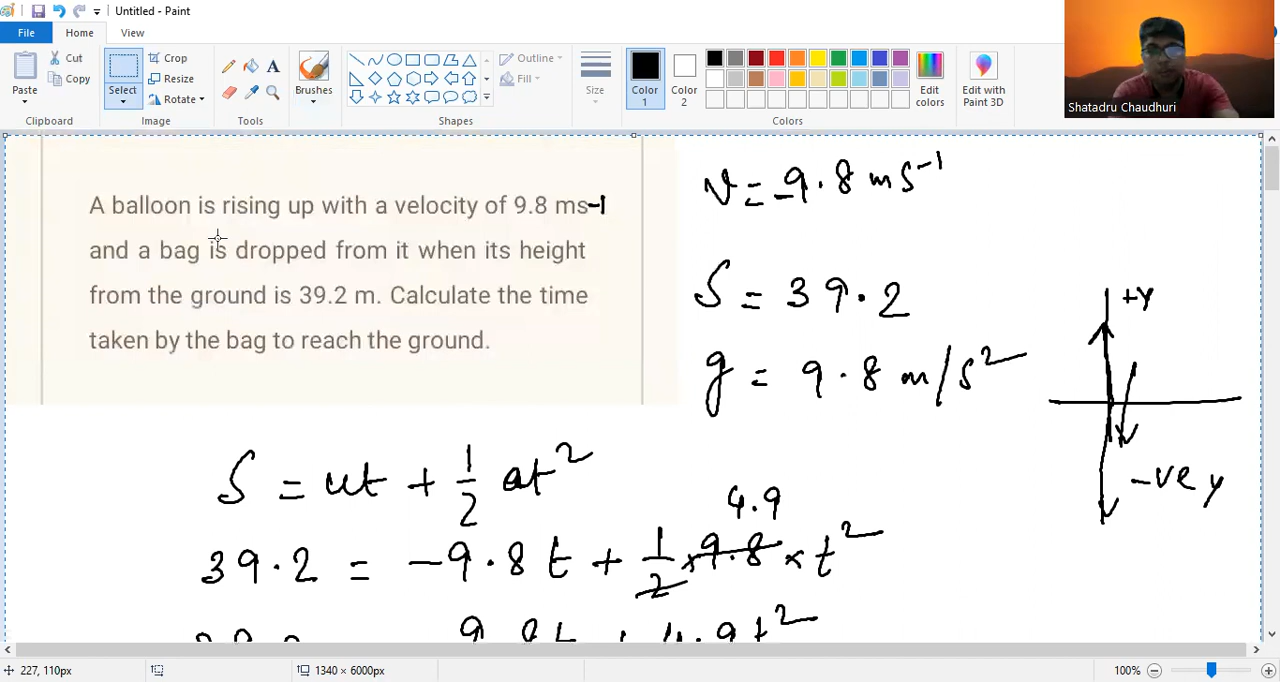 Untitled - Paint
File Home View
Paste
Cut
Copy
Clipboard
Select
Crop
Resize
Rotate
Image
Tools
Brushes
Shapes
Outline
Fill
Size
Color 1
Color 2
Colors
Edit colors
Edit with Paint 3D
Shatadru Chaudhuri
A balloon is rising up with a velocity of 9.8 ms-1
and a bag is dropped from it when its height
from the ground is 39.2 m. Calculate the time
taken by the bag to reach the ground.
v = -9.8 ms⁻¹
S = 39.2
g = 9.8 m/s²
+y
-ve y
S = ut + 1/2 at²
4.9
39.2 = -9.8t + 1/2 × 9.8 × t²
227, 110px
1340 × 6000px
100%